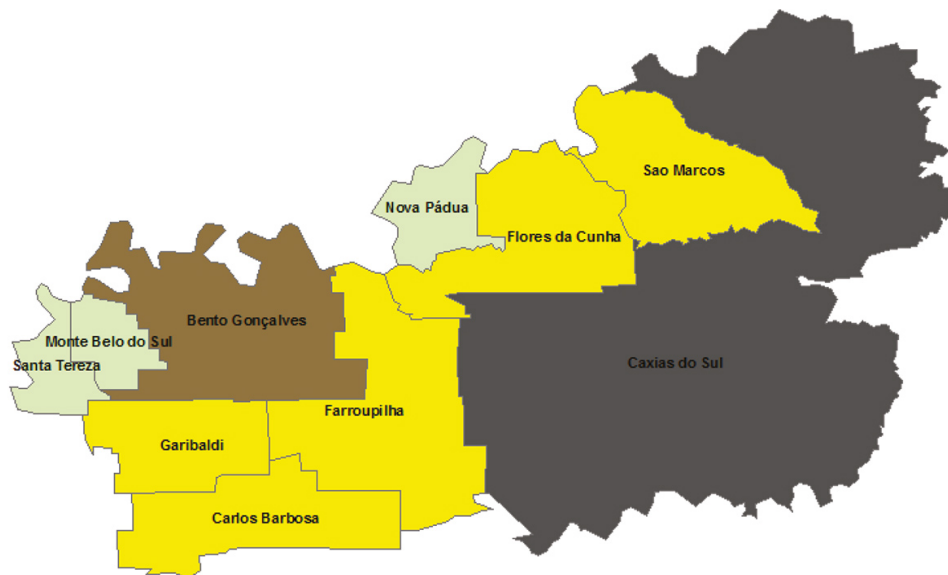 Sao Marcos
Nova Pádua
Flores da Cunha
Bento Gonçalves
Monte Belo do Sul
Santa Tereza
Caxias do Sul
Farroupilha
Garibaldi
Carlos Barbosa